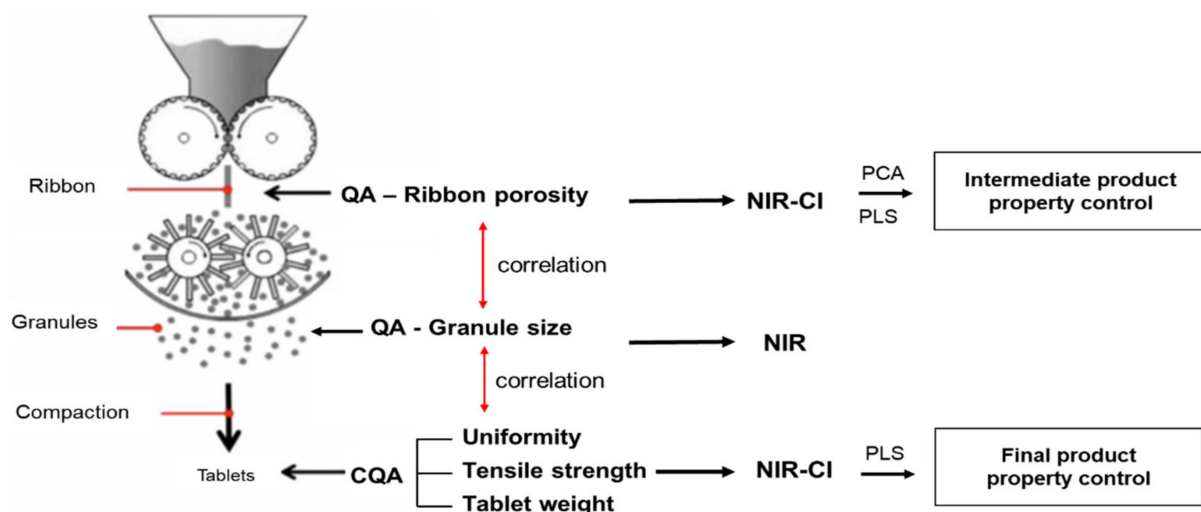 Ribbon
QA – Ribbon porosity
NIR-CI
PCA
PLS
Intermediate product
property control
correlation
Granules
QA - Granule size
NIR
correlation
Compaction
Uniformity
Tablets
CQA
Tensile strength
NIR-CI
PLS
Final product
property control
Tablet weight